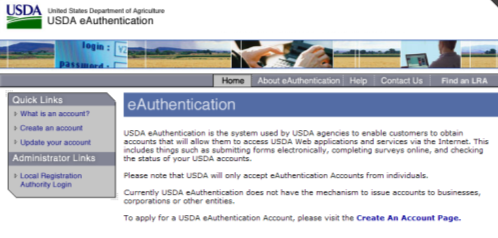 USDA United States Department of Agriculture
USDA eAuthentication
login :
password :
Home About eAuthentication Help Contact Us Find an LRA
Quick Links
What is an account?
Create an account
Update your account
Administrator Links
Local Registration
Authority Login
eAuthentication
USDA eAuthentication is the system used by USDA agencies to enable customers to obtain
accounts that will allow them to access USDA Web applications and services via the Internet. This
includes things such as submitting forms electronically, completing surveys online, and checking
the status of your USDA accounts.
Please note that USDA will only accept eAuthentication Accounts from individuals.
Currently USDA eAuthentication does not have the mechanism to issue accounts to businesses,
corporations or other entities.
To apply for a USDA eAuthentication Account, please visit the Create An Account Page.